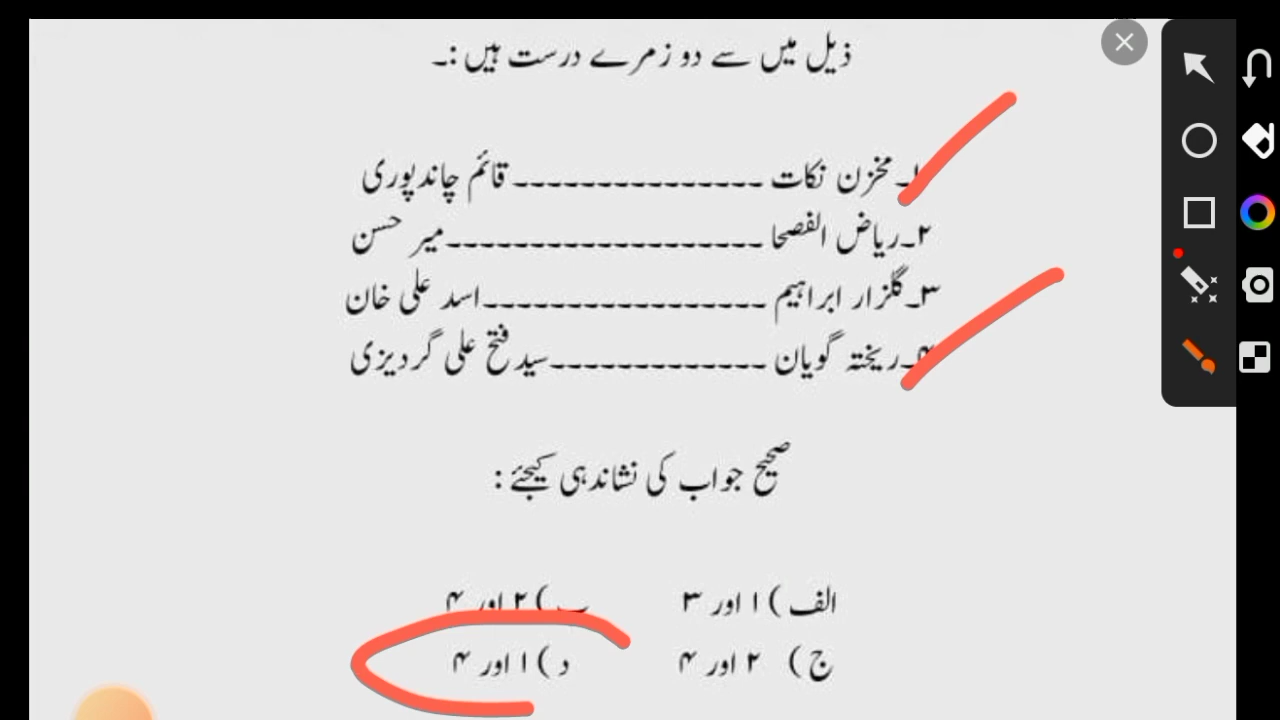 ذیل میں سے دو زمرے درست ہیں :۔
۱۔مخزن نکات ۔۔۔۔۔۔۔۔۔۔۔۔۔۔۔ قائم چاندپوری
۲۔ریاض الفصحا ۔۔۔۔۔۔۔۔۔۔۔۔۔۔۔۔۔۔۔میر حسن
۳۔گلزار ابراہیم ۔۔۔۔۔۔۔۔۔۔۔۔۔۔۔۔۔اسد علی خان
۴۔ریختہ گویان ۔۔۔۔۔۔۔۔۔۔۔۔۔سید فتح علی گردیزی
صحیح جواب کی نشاندہی کیجئے :
الف ) ۱ اور ۳ ب ) ۲ اور ۴
ج ) ۲ اور ۴ د ) ۱ اور ۴